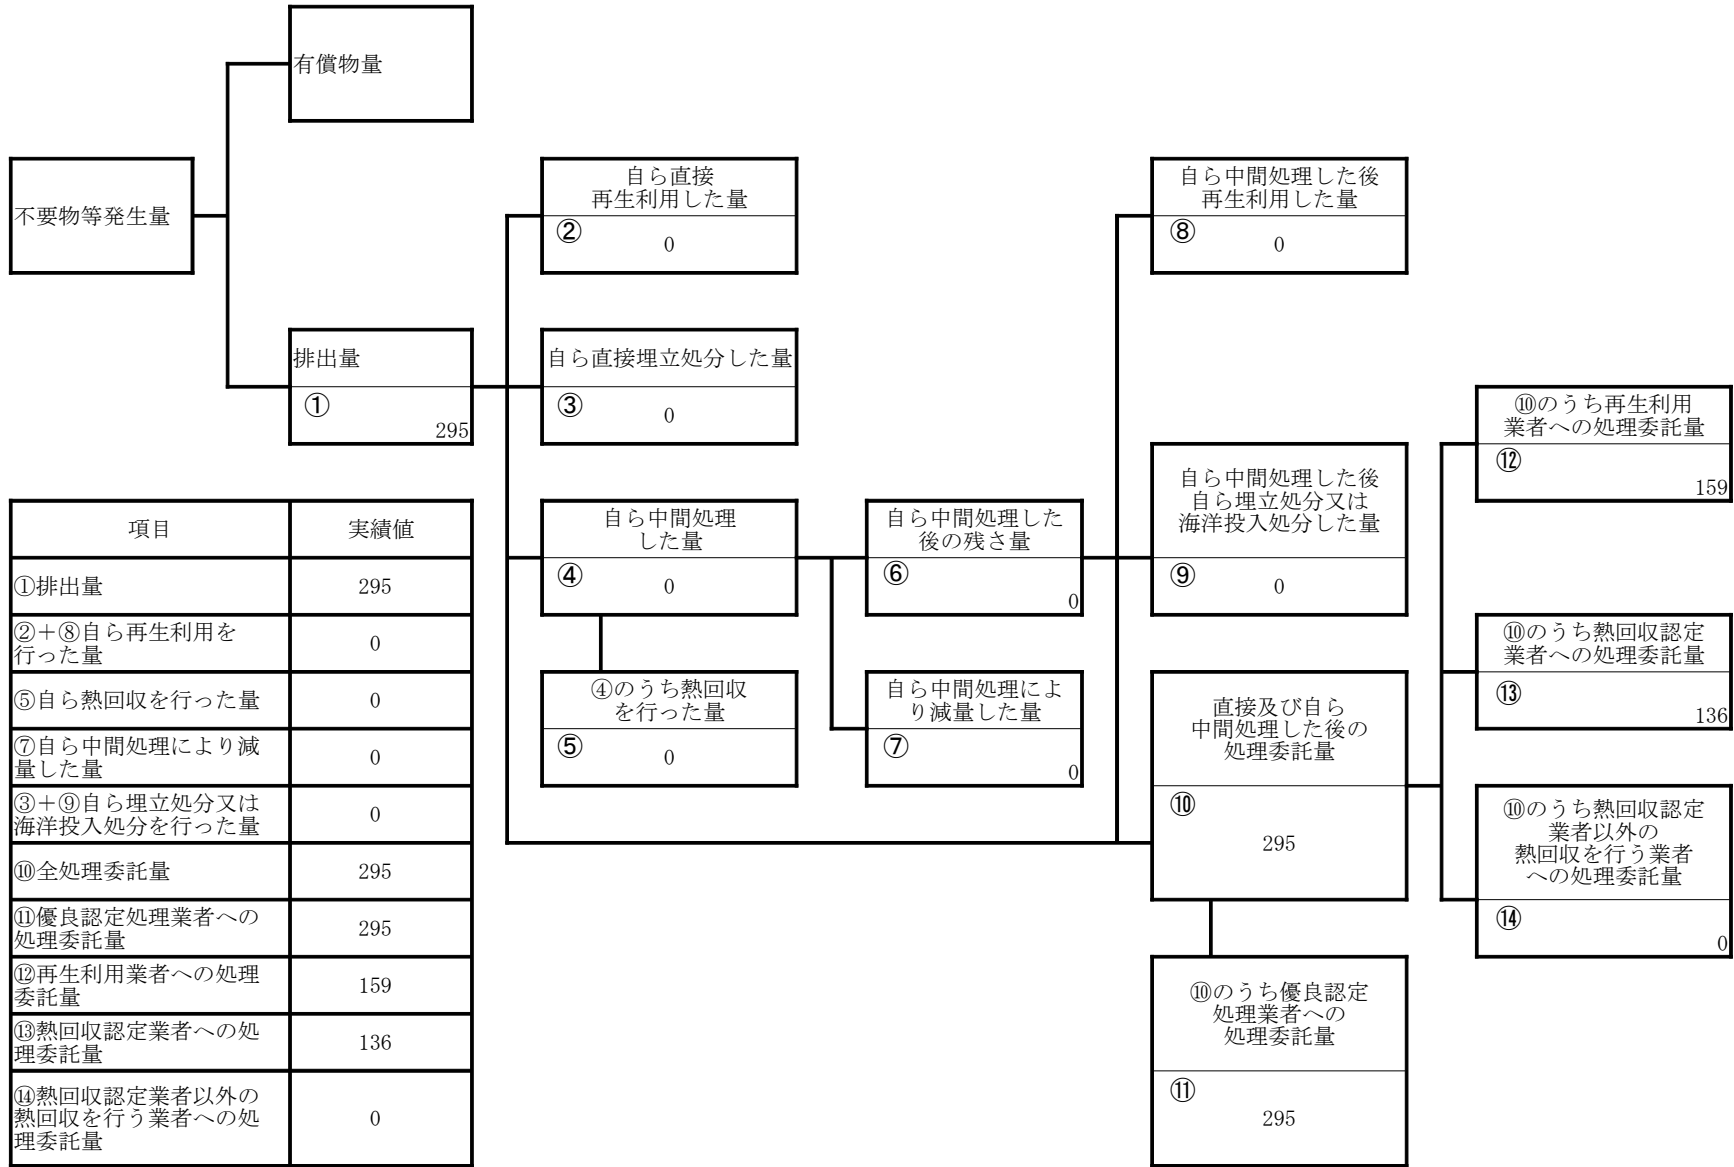 有償物量
不要物等発生量
排出量
①
295
自ら直接
再生利用した量
②
0
自ら直接埋立処分した量
③
0
自ら中間処理
した量
④
0
④のうち熱回収
を行った量
⑤
0
自ら中間処理した
後の残さ量
⑥
0
自ら中間処理によ
り減量した量
⑦
0
自ら中間処理した後
再生利用した量
⑧
0
自ら中間処理した後
自ら埋立処分又は
海洋投入処分した量
⑨
0
直接及び自ら
中間処理した後の
処理委託量
⑩
295
⑩のうち優良認定
処理業者への
処理委託量
⑪
295
⑩のうち再生利用
業者への処理委託量
⑫
159
⑩のうち熱回収認定
業者への処理委託量
⑬
136
⑩のうち熱回収認定
業者以外の
熱回収を行う業者
への処理委託量
⑭
0
項目 実績値
①排出量 295
②+⑧自ら再生利用を
行った量 0
⑤自ら熱回収を行った量 0
⑦自ら中間処理により減
量した量 0
③+⑨自ら埋立処分又は
海洋投入処分を行った量 0
⑩全処理委託量 295
⑪優良認定処理業者への
処理委託量 295
⑫再生利用業者への処理
委託量 159
⑬熱回収認定業者への処
理委託量 136
⑭熱回収認定業者以外の
熱回収を行う業者への処
理委託量 0